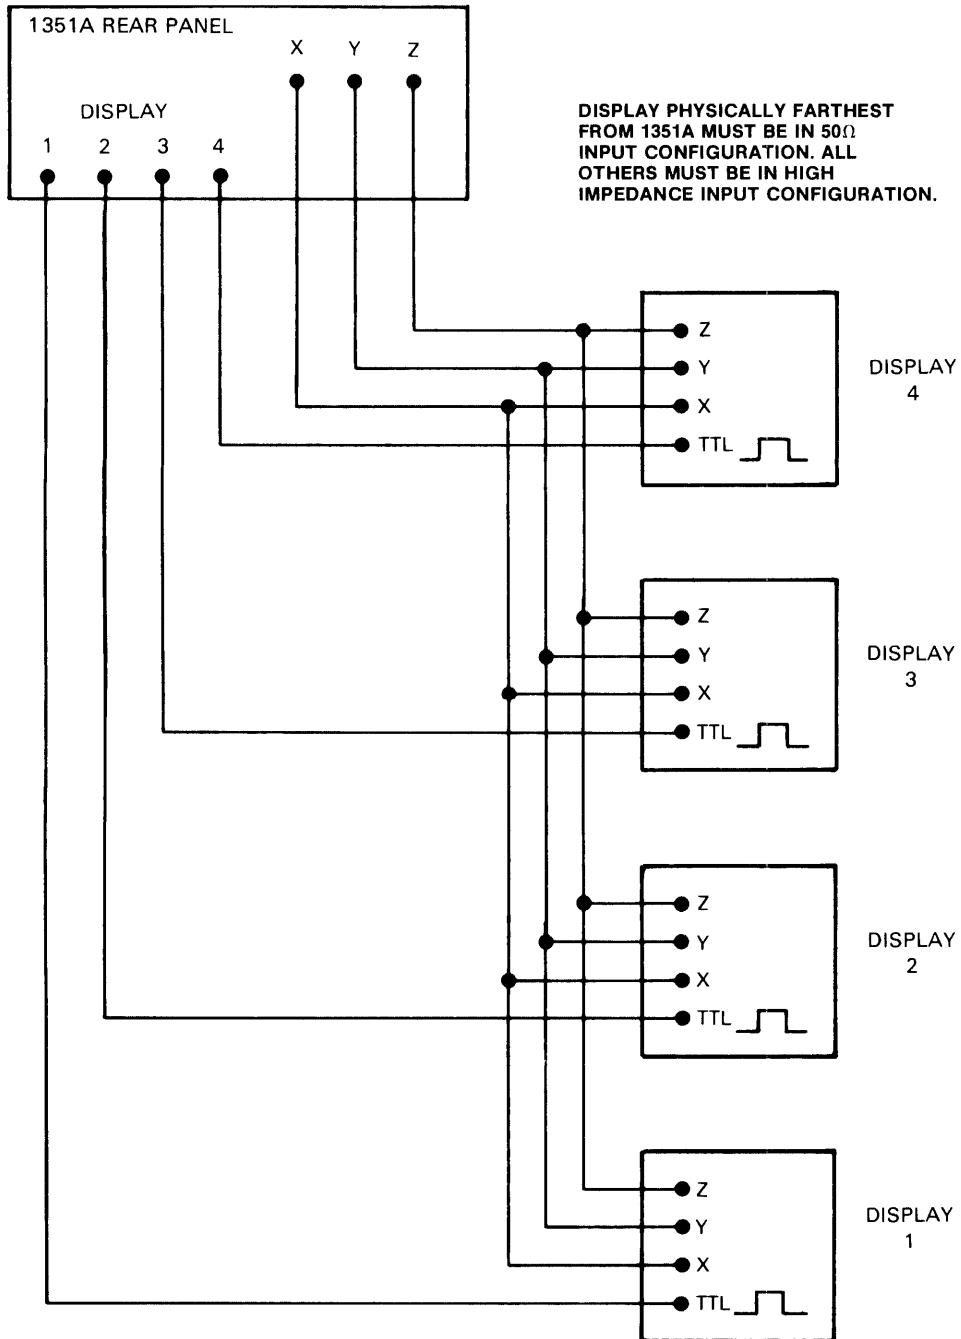 1351A REAR PANEL
X Y Z
DISPLAY
1 2 3 4
DISPLAY PHYSICALLY FARTHEST
FROM 1351A MUST BE IN 50Ω
INPUT CONFIGURATION. ALL
OTHERS MUST BE IN HIGH
IMPEDANCE INPUT CONFIGURATION.
Z
Y
X
TTL
DISPLAY
4
Z
Y
X
TTL
DISPLAY
3
Z
Y
X
TTL
DISPLAY
2
Z
Y
X
TTL
DISPLAY
1